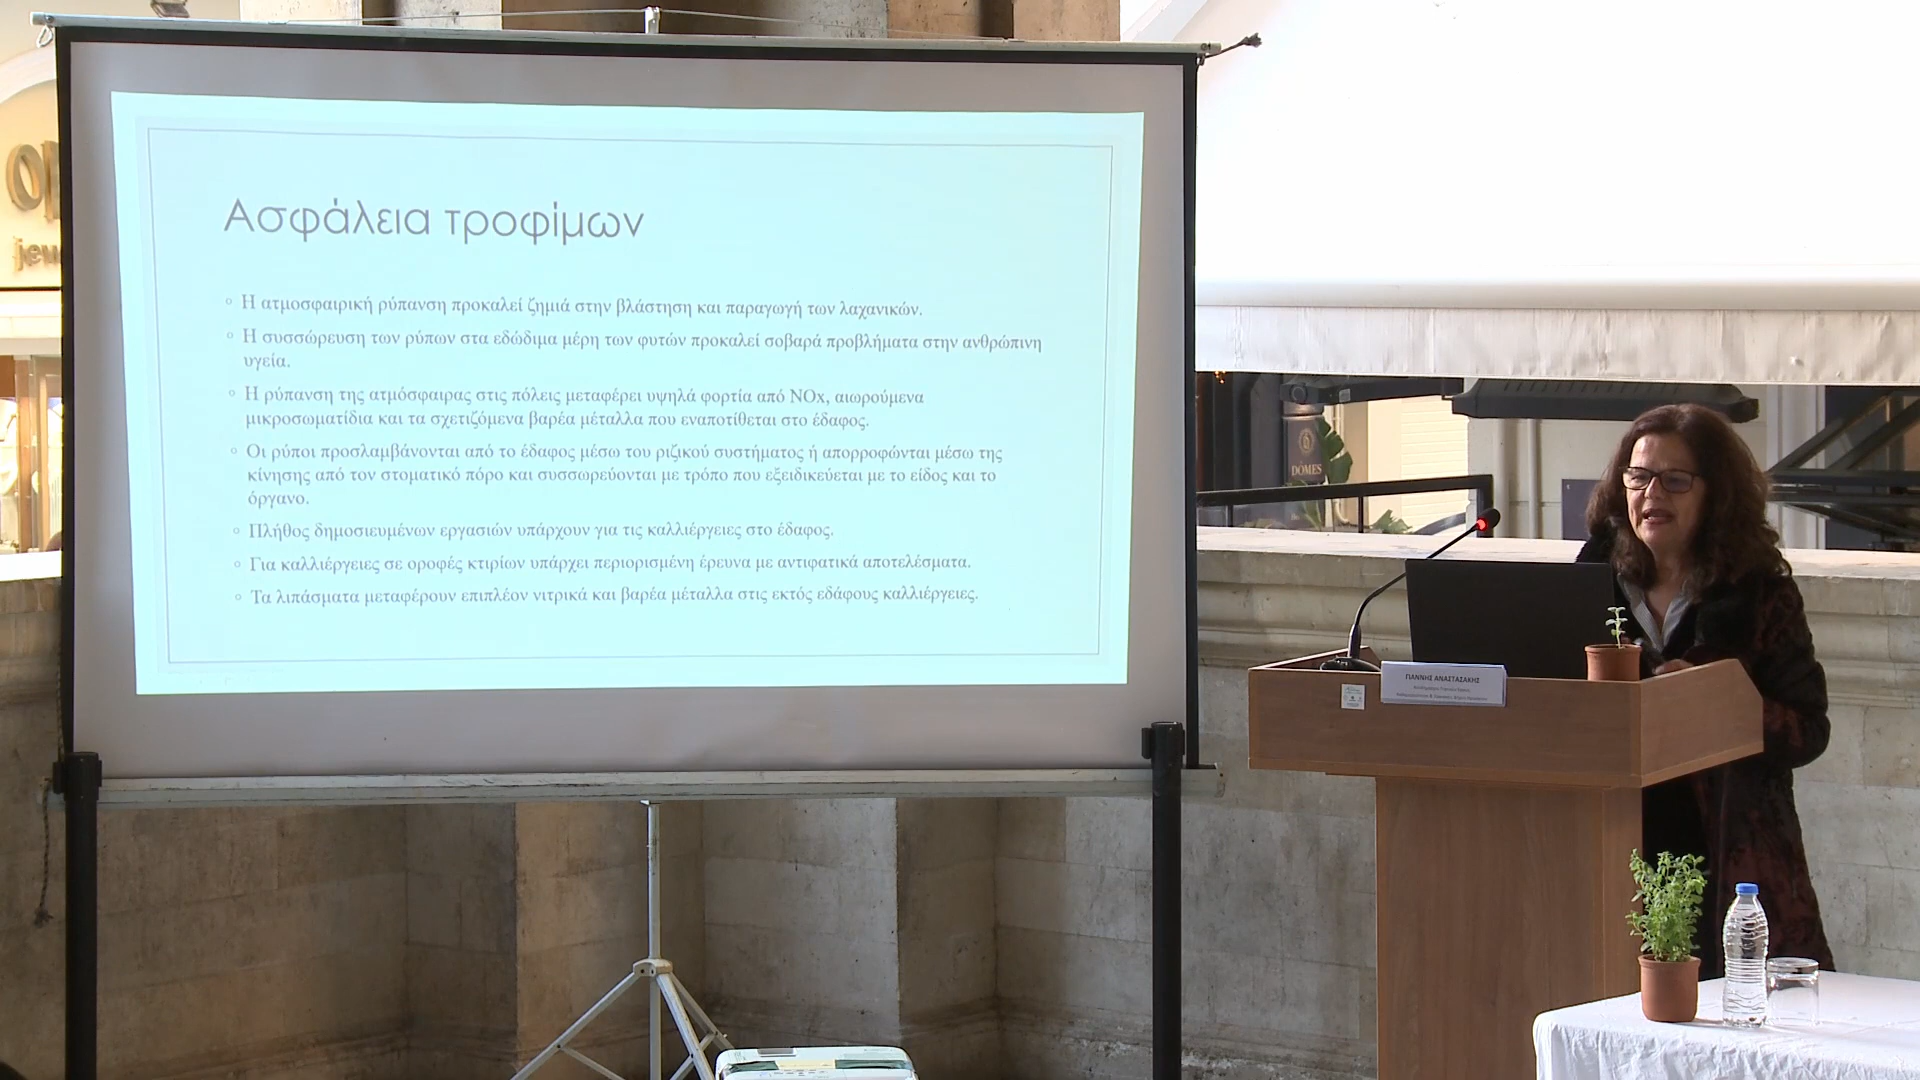 Ασφάλεια τροφίμων
Η ατμοσφαιρική ρύπανση προκαλεί ζημιά στην βλάστηση και παραγωγή των λαχανικών.
Η συσσώρευση των ρύπων στα εδώδιμα μέρη των φυτών προκαλεί σοβαρά προβλήματα στην ανθρώπινη
υγεία.
Η ρύπανση της ατμόσφαιρας στις πόλεις μεταφέρει υψηλά φορτία από NOx, αιωρούμενα
μικροσωματίδια και τα σχετιζόμενα βαρέα μέταλλα που εναποτίθεται στο έδαφος.
Οι ρύποι προσλαμβάνονται από το έδαφος μέσω του ριζικού συστήματος ή απορροφώνται μέσω της
κίνησης από τον στοματικό πόρο και συσσωρεύονται με τρόπο που εξειδικεύεται με το είδος και το
όργανο.
Πλήθος δημοσιευμένων εργασιών υπάρχουν για τις καλλιέργειες στο έδαφος.
Για καλλιέργειες σε οροφές κτιρίων υπάρχει περιορισμένη έρευνα με αντιφατικά αποτελέσματα.
Τα λιπάσματα μεταφέρουν επιπλέον νιτρικά και βαρέα μέταλλα στις εκτός εδάφους καλλιέργειες.
DOMES
ΓΙΑΝΝΗΣ ΑΝΑΣΤΑΣΑΚΗΣ